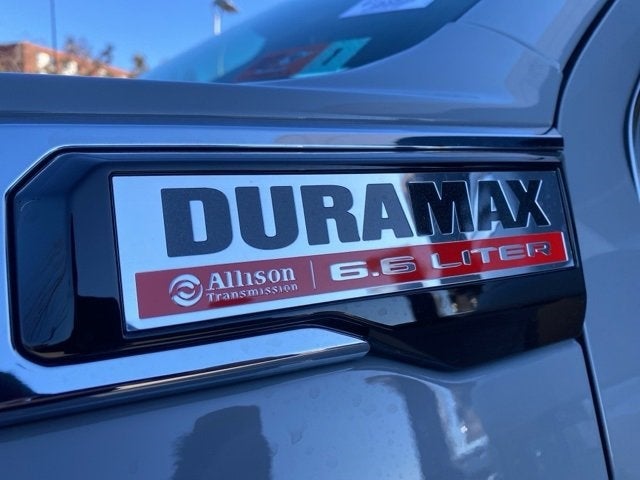 DURAMAX
Allison
Transmission
6.6 LITER